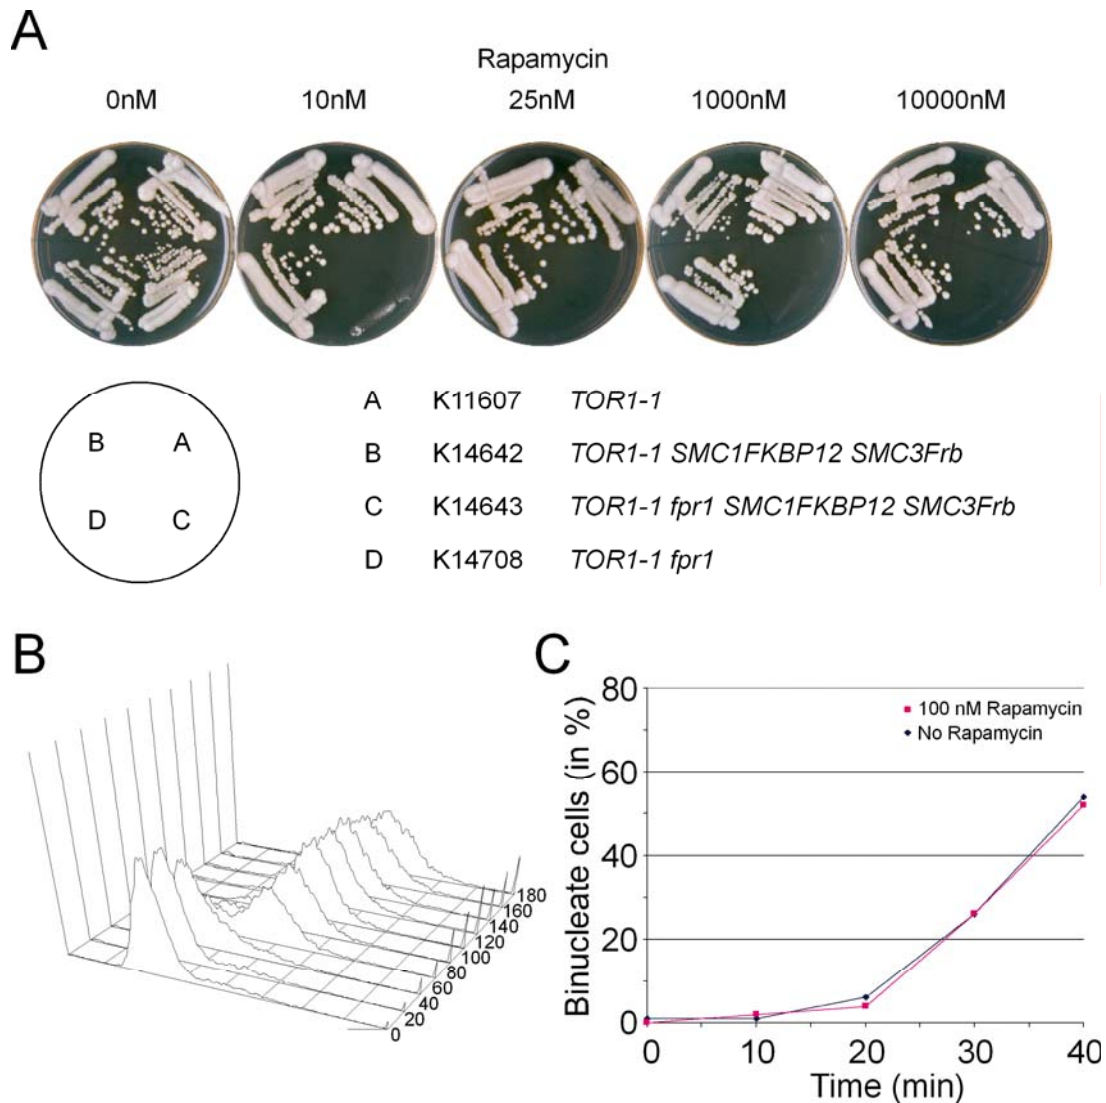 A
Rapamycin
0nM 10nM 25nM 1000nM 10000nM
B A
D C
A K11607 TOR1-1
B K14642 TOR1-1 SMC1FKBP12 SMC3Frb
C K14643 TOR1-1 fpr1 SMC1FKBP12 SMC3Frb
D K14708 TOR1-1 fpr1
B
180
160
140
120
100
80
60
40
20
0
C
80
60
40
20
0
Binucleate cells (in %)
100 nM Rapamycin
No Rapamycin
0 10 20 30 40
Time (min)